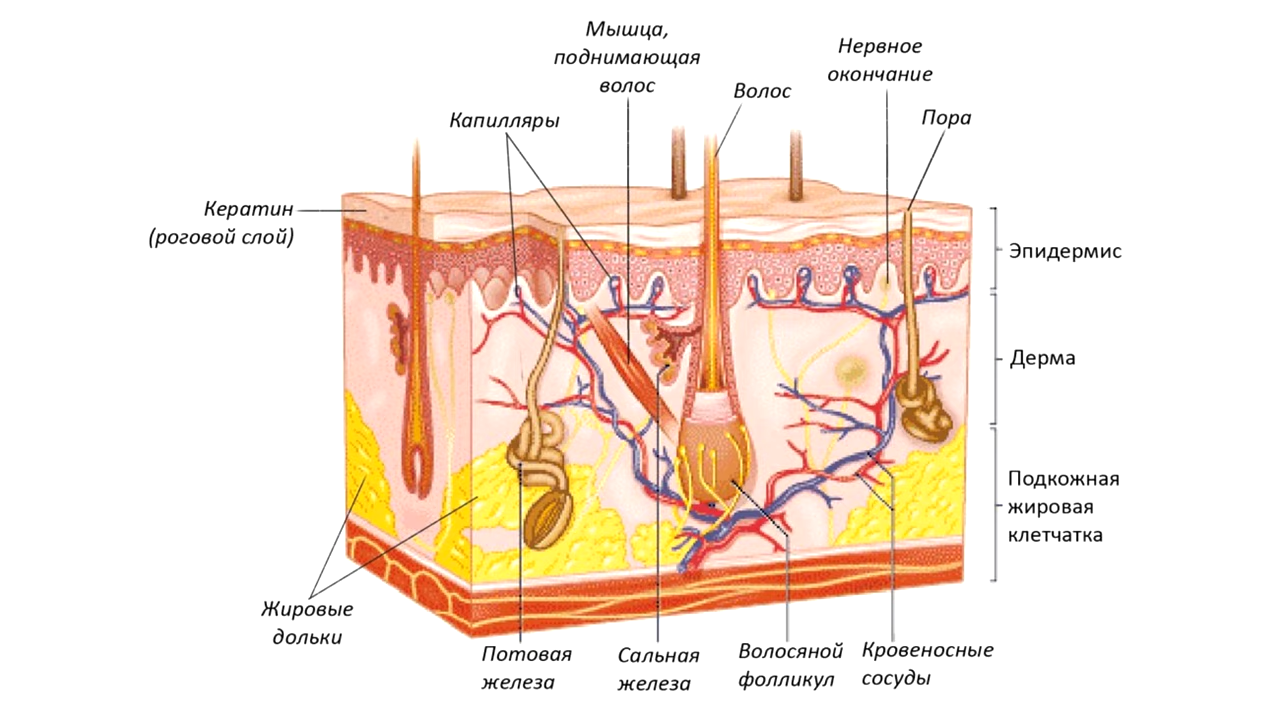 Мышца,
поднимающая
волос
Нервное
окончание
Волос
Пора
Капилляры
Кератин
(роговой слой)
Эпидермис
Дерма
Подкожная
жировая
клетчатка
Жировые
дольки
Потовая
железа
Сальная
железа
Волосяной
фолликул
Кровеносные
сосуды